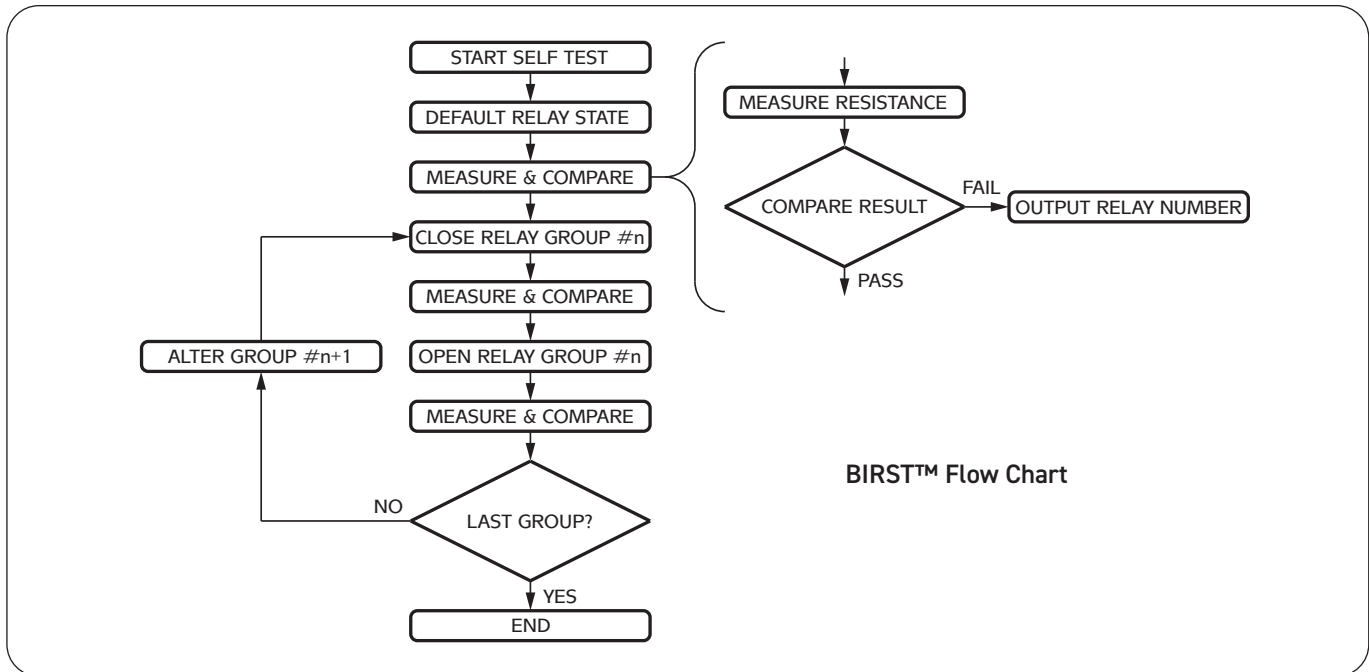 START SELF TEST
DEFAULT RELAY STATE
MEASURE & COMPARE
CLOSE RELAY GROUP #n
MEASURE & COMPARE
ALTER GROUP #n+1
OPEN RELAY GROUP #n
MEASURE & COMPARE
NO
LAST GROUP?
YES
END
MEASURE RESISTANCE
COMPARE RESULT
FAIL
OUTPUT RELAY NUMBER
PASS
BIRST™ Flow Chart